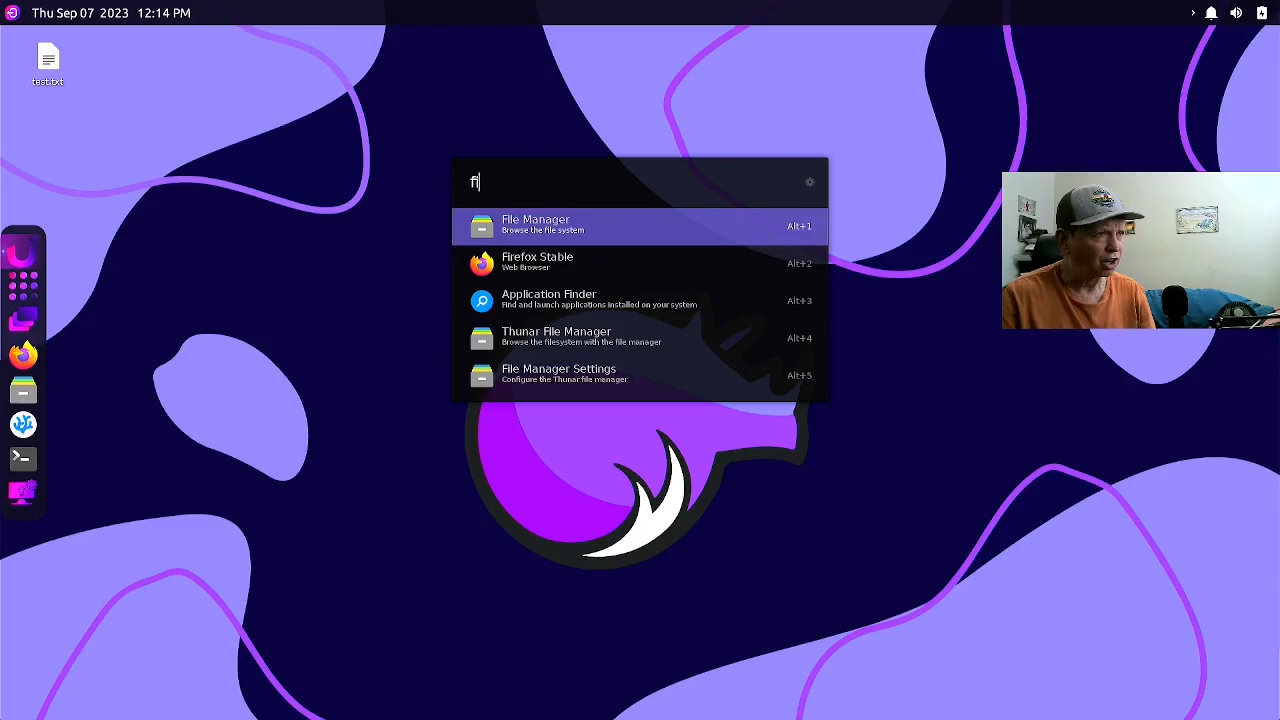 Thu Sep 07 2023 12:14 PM
test.txt
fi
File Manager
Browse the file system
Alt+1
Firefox Stable
Web Browser
Alt+2
Application Finder
Find and launch applications installed on your system
Alt+3
Thunar File Manager
Browse the filesystem with the file manager
Alt+4
File Manager Settings
Configure the Thunar file manager
Alt+5